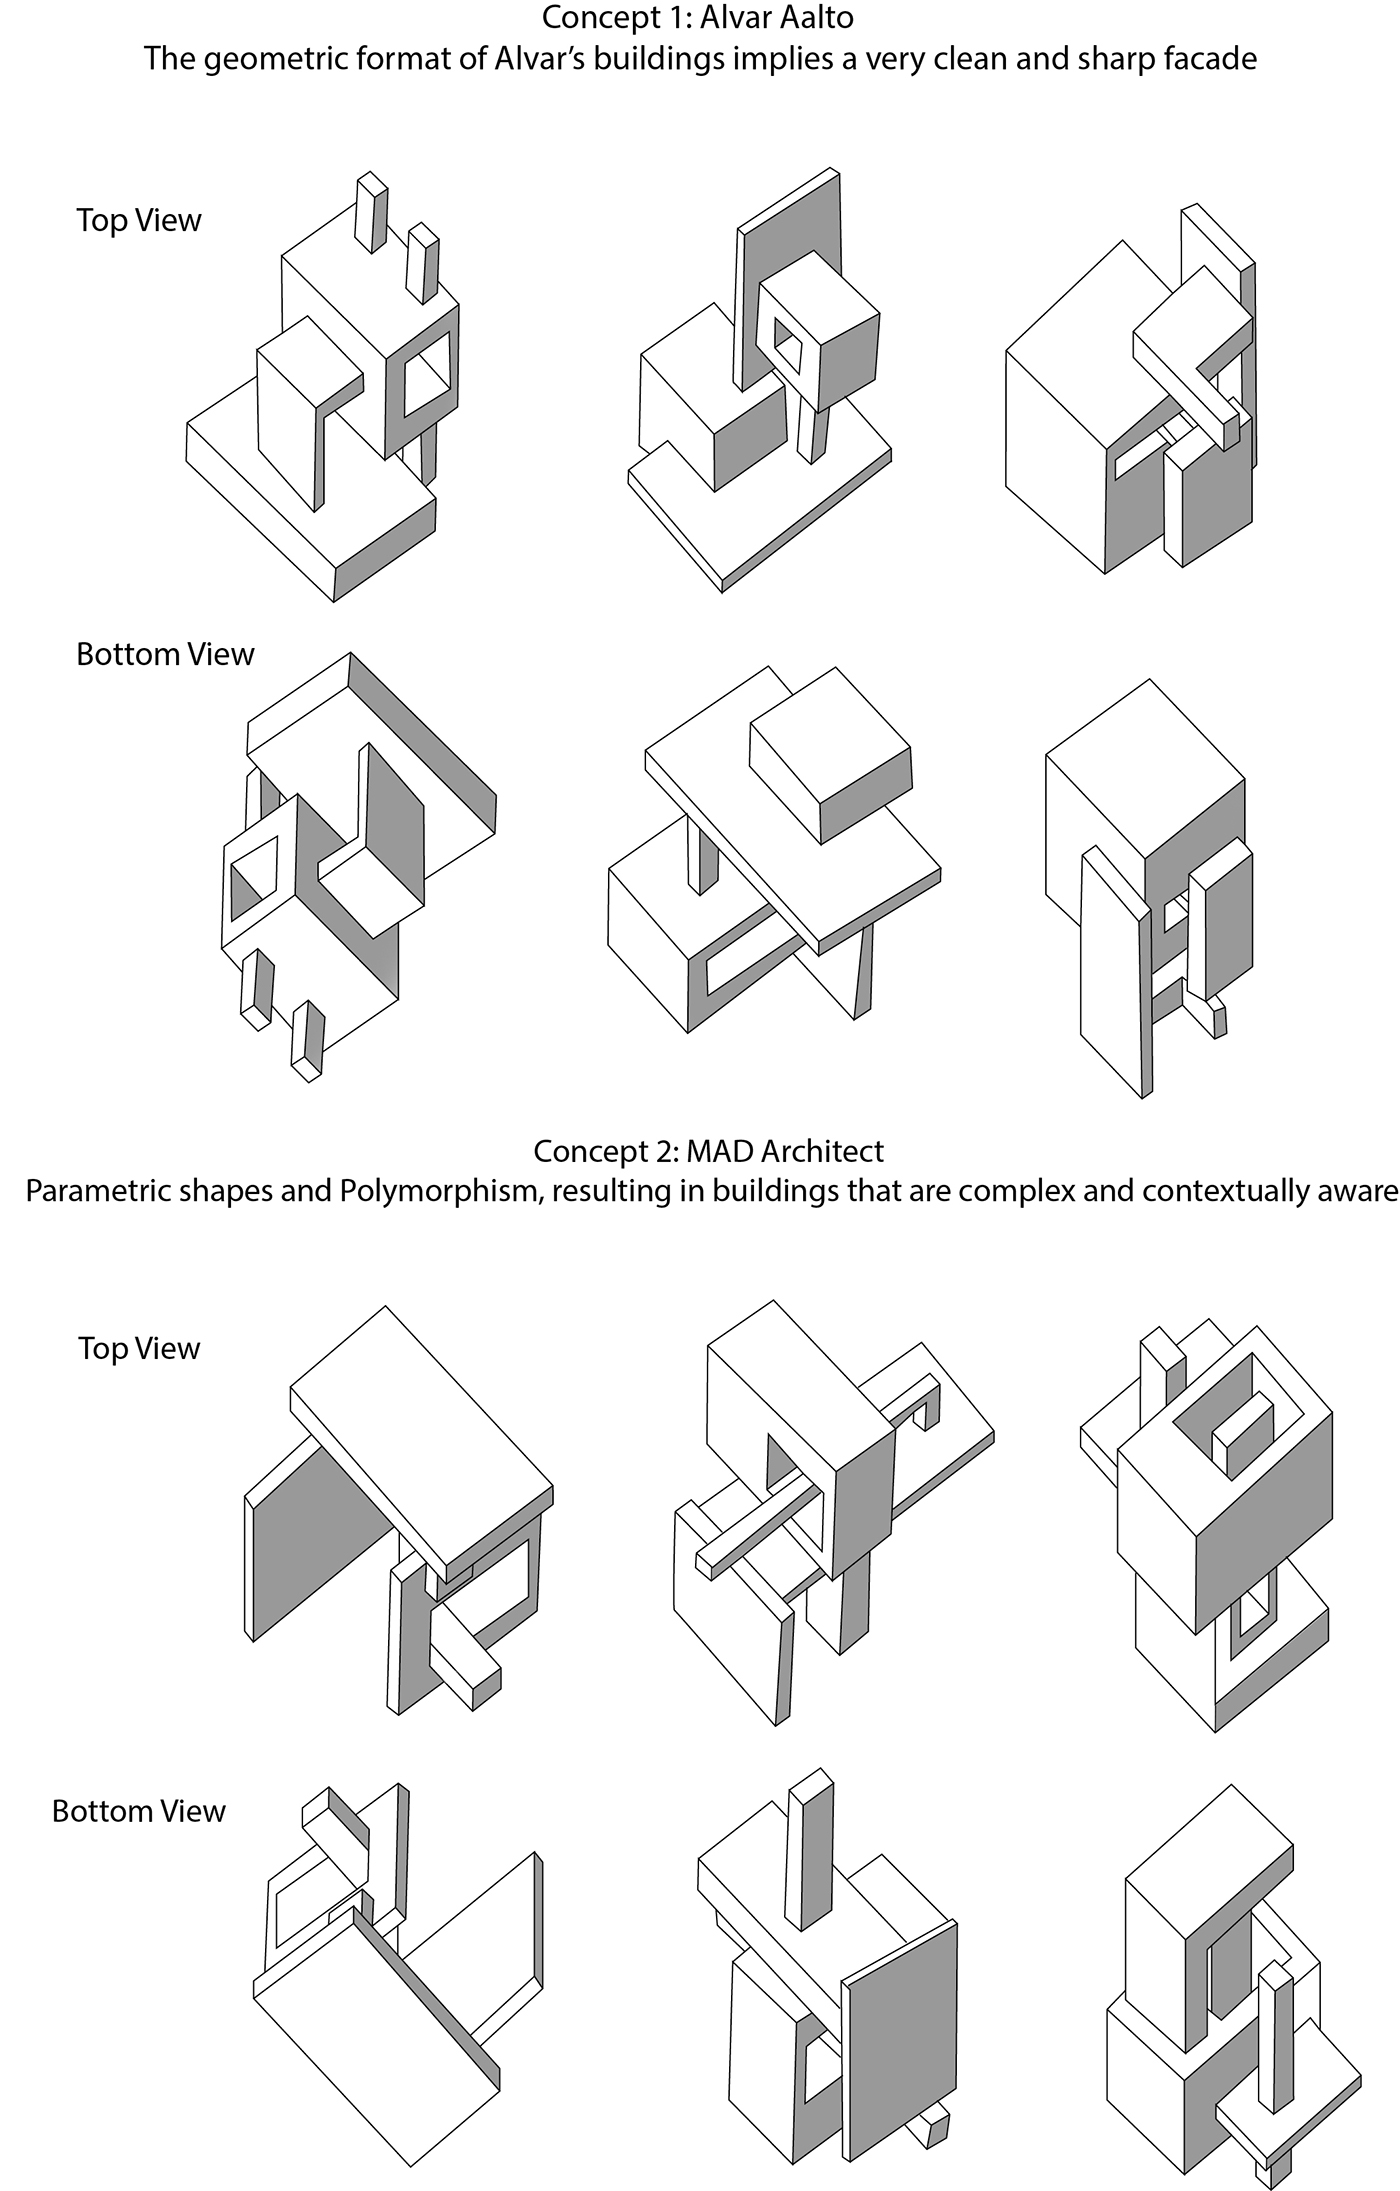 Concept 1: Alvar Aalto
The geometric format of Alvar’s buildings implies a very clean and sharp facade
Top View
Bottom View
Concept 2: MAD Architect
Parametric shapes and Polymorphism, resulting in buildings that are complex and contextually aware
Top View
Bottom View